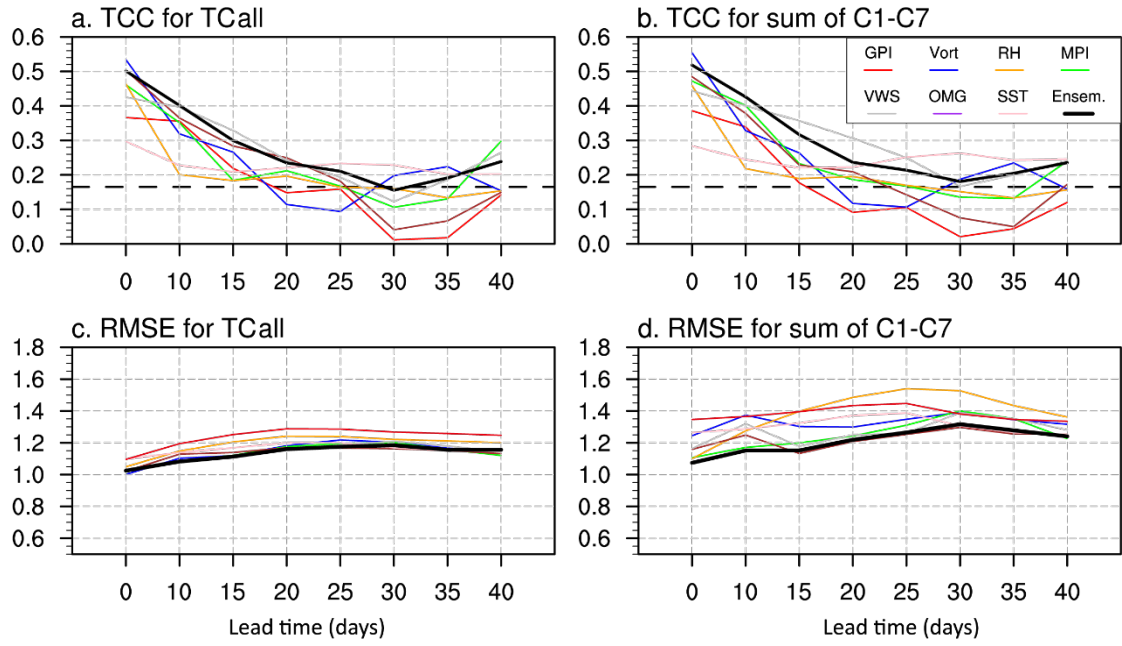 a. TCC for TCall
0.6
0.5
0.4
0.3
0.2
0.1
0.0
0 10 15 20 25 30 35 40
b. TCC for sum of C1-C7
GPI Vort RH MPI
VWS OMG SST Ensem.
0.6
0.5
0.4
0.3
0.2
0.1
0.0
0 10 15 20 25 30 35 40
c. RMSE for TCall
1.8
1.6
1.4
1.2
1.0
0.8
0.6
0 10 15 20 25 30 35 40
Lead time (days)
d. RMSE for sum of C1-C7
1.8
1.6
1.4
1.2
1.0
0.8
0.6
0 10 15 20 25 30 35 40
Lead time (days)